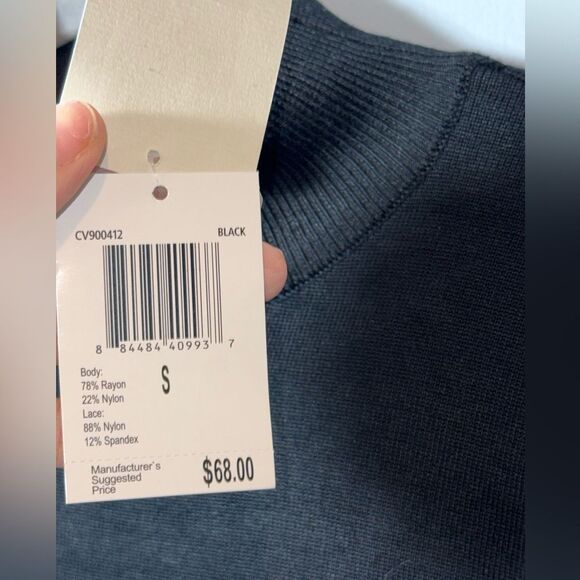 CV900412 BLACK
8 84484 40993 7
Body:
78% Rayon
22% Nylon
Lace:
88% Nylon
12% Spandex
S
Manufacturer`s
Suggested
Price
$68.00